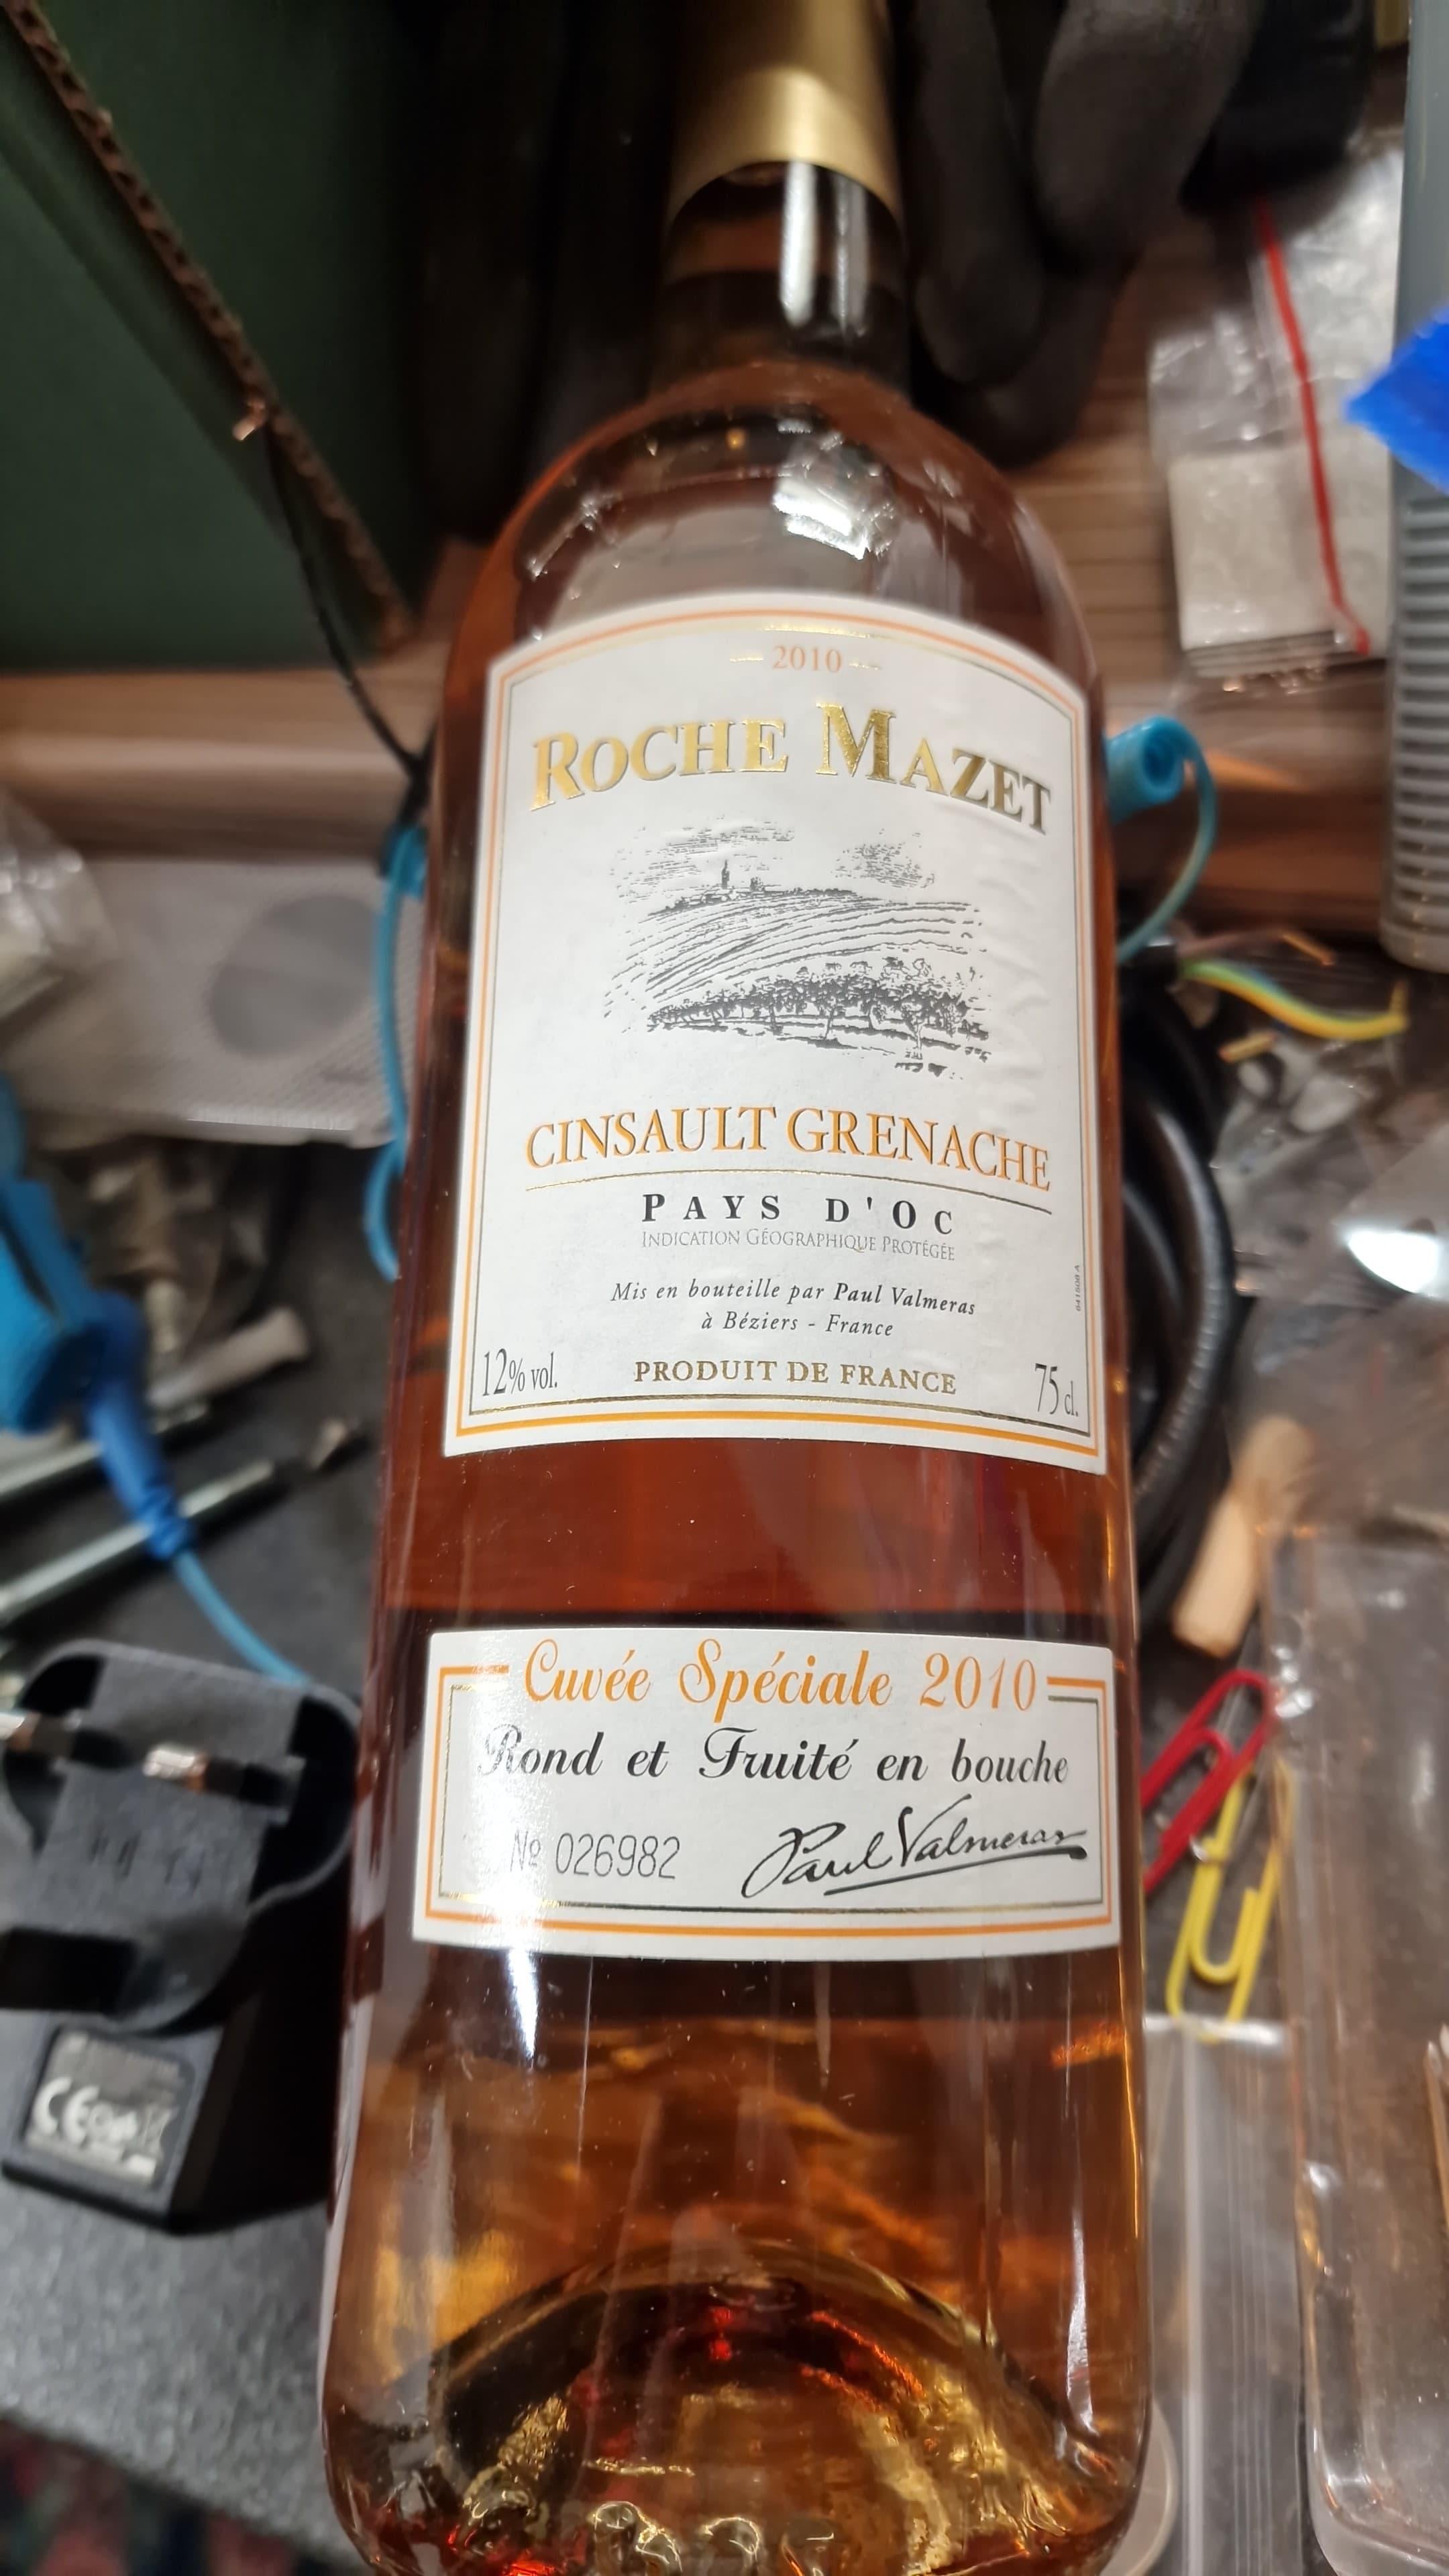 2010
ROCHE MAZET
CINSAULT GRENACHE
PAYS D'OC
INDICATION GÉOGRAPHIQUE PROTÉGÉE
Mis en bouteille par Paul Valmeras
à Béziers - France
12% vol.
PRODUIT DE FRANCE
75 cl.
Cuvée Spéciale 2010
Rond et Fruité en bouche
№ 026982
Paul Valmeras
CE